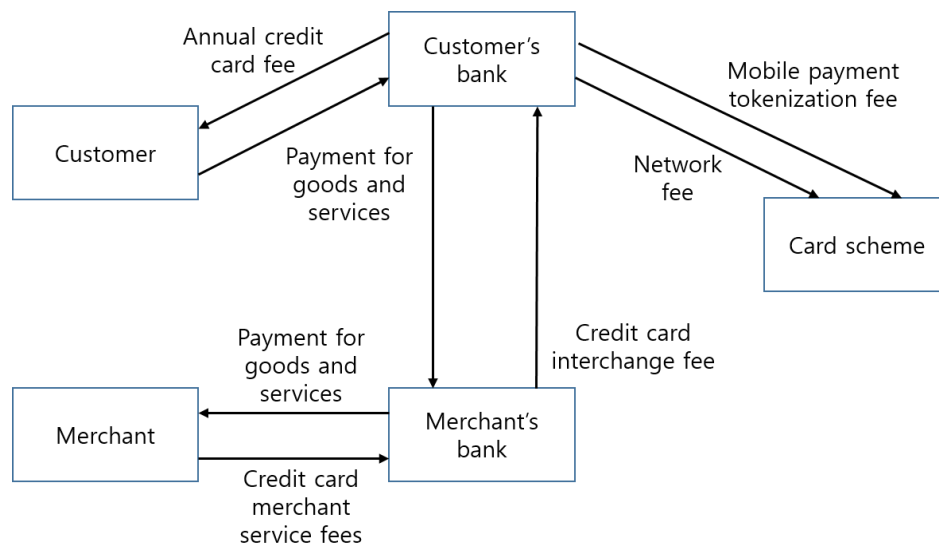 Annual credit
card fee
Customer's
bank
Mobile payment
tokenization fee
Customer
Payment for
goods and
services
Network
fee
Card scheme
Payment for
goods and
services
Credit card
interchange fee
Merchant
Merchant's
bank
Credit card
merchant
service fees